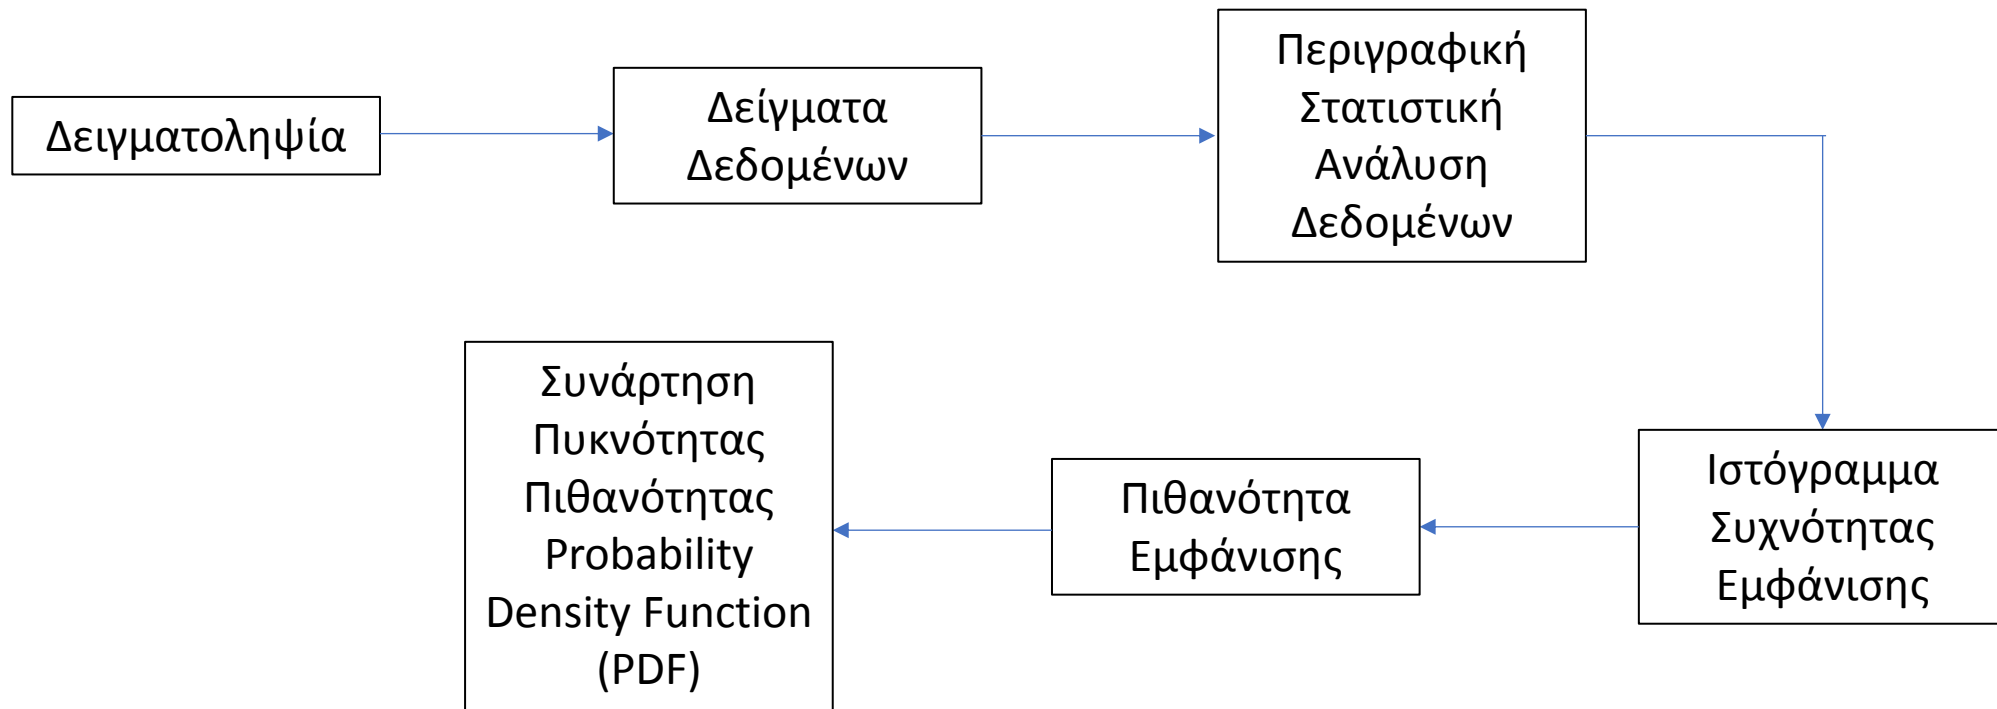 Δειγματοληψία
Δείγματα
Δεδομένων
Περιγραφική
Στατιστική
Ανάλυση
Δεδομένων
Ιστόγραμμα
Συχνότητας
Εμφάνισης
Πιθανότητα
Εμφάνισης
Συνάρτηση
Πυκνότητας
Πιθανότητας
Probability
Density Function
(PDF)